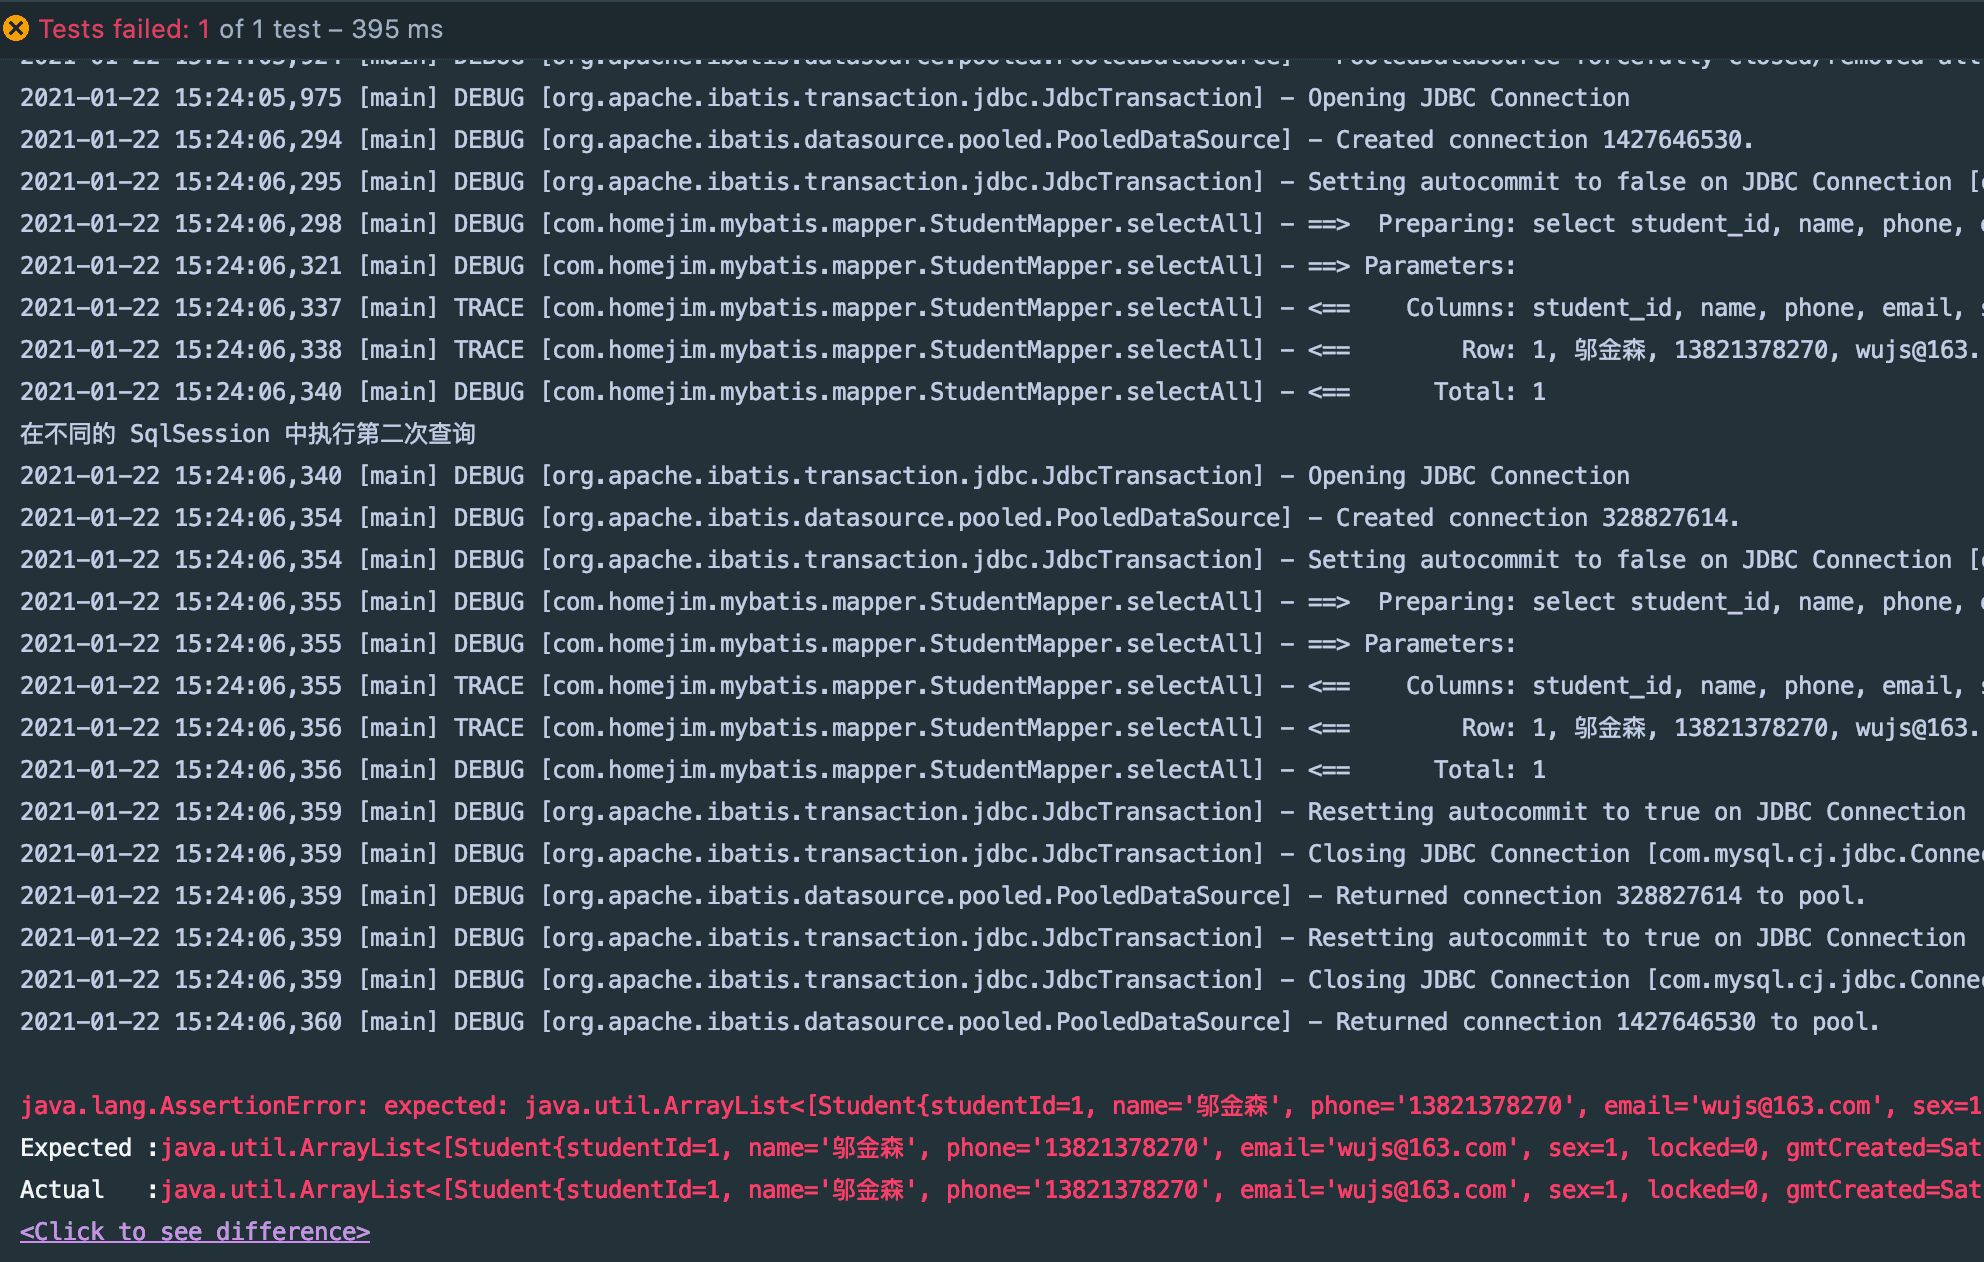 Tests failed: 1 of 1 test – 395 ms
2021-01-22 15:24:05,924 [main] DEBUG [org.apache.ibatis.datasource.pooled.PooledDataSource] - PooledDataSource forcefully closed/removed all
2021-01-22 15:24:05,975 [main] DEBUG [org.apache.ibatis.transaction.jdbc.JdbcTransaction] - Opening JDBC Connection
2021-01-22 15:24:06,294 [main] DEBUG [org.apache.ibatis.datasource.pooled.PooledDataSource] - Created connection 1427646530.
2021-01-22 15:24:06,295 [main] DEBUG [org.apache.ibatis.transaction.jdbc.JdbcTransaction] - Setting autocommit to false on JDBC Connection [
2021-01-22 15:24:06,298 [main] DEBUG [com.homejim.mybatis.mapper.StudentMapper.selectAll] - ==>  Preparing: select student_id, name, phone,
2021-01-22 15:24:06,321 [main] DEBUG [com.homejim.mybatis.mapper.StudentMapper.selectAll] - ==> Parameters:
2021-01-22 15:24:06,337 [main] TRACE [com.homejim.mybatis.mapper.StudentMapper.selectAll] - <==    Columns: student_id, name, phone, email,
2021-01-22 15:24:06,338 [main] TRACE [com.homejim.mybatis.mapper.StudentMapper.selectAll] - <==        Row: 1, 邬金森, 13821378270, wujs@163.
2021-01-22 15:24:06,340 [main] DEBUG [com.homejim.mybatis.mapper.StudentMapper.selectAll] - <==      Total: 1
在不同的 SqlSession 中执行第二次查询
2021-01-22 15:24:06,340 [main] DEBUG [org.apache.ibatis.transaction.jdbc.JdbcTransaction] - Opening JDBC Connection
2021-01-22 15:24:06,354 [main] DEBUG [org.apache.ibatis.datasource.pooled.PooledDataSource] - Created connection 328827614.
2021-01-22 15:24:06,354 [main] DEBUG [org.apache.ibatis.transaction.jdbc.JdbcTransaction] - Setting autocommit to false on JDBC Connection [
2021-01-22 15:24:06,355 [main] DEBUG [com.homejim.mybatis.mapper.StudentMapper.selectAll] - ==>  Preparing: select student_id, name, phone,
2021-01-22 15:24:06,355 [main] DEBUG [com.homejim.mybatis.mapper.StudentMapper.selectAll] - ==> Parameters:
2021-01-22 15:24:06,355 [main] TRACE [com.homejim.mybatis.mapper.StudentMapper.selectAll] - <==    Columns: student_id, name, phone, email,
2021-01-22 15:24:06,356 [main] TRACE [com.homejim.mybatis.mapper.StudentMapper.selectAll] - <==        Row: 1, 邬金森, 13821378270, wujs@163.
2021-01-22 15:24:06,356 [main] DEBUG [com.homejim.mybatis.mapper.StudentMapper.selectAll] - <==      Total: 1
2021-01-22 15:24:06,359 [main] DEBUG [org.apache.ibatis.transaction.jdbc.JdbcTransaction] - Resetting autocommit to true on JDBC Connection
2021-01-22 15:24:06,359 [main] DEBUG [org.apache.ibatis.transaction.jdbc.JdbcTransaction] - Closing JDBC Connection [com.mysql.cj.jdbc.Conne
2021-01-22 15:24:06,359 [main] DEBUG [org.apache.ibatis.datasource.pooled.PooledDataSource] - Returned connection 328827614 to pool.
2021-01-22 15:24:06,359 [main] DEBUG [org.apache.ibatis.transaction.jdbc.JdbcTransaction] - Resetting autocommit to true on JDBC Connection
2021-01-22 15:24:06,359 [main] DEBUG [org.apache.ibatis.transaction.jdbc.JdbcTransaction] - Closing JDBC Connection [com.mysql.cj.jdbc.Conne
2021-01-22 15:24:06,360 [main] DEBUG [org.apache.ibatis.datasource.pooled.PooledDataSource] - Returned connection 1427646530 to pool.
java.lang.AssertionError: expected: java.util.ArrayList<[Student{studentId=1, name='邬金森', phone='13821378270', email='wujs@163.com', sex=1
Expected :java.util.ArrayList<[Student{studentId=1, name='邬金森', phone='13821378270', email='wujs@163.com', sex=1, locked=0, gmtCreated=Sat
Actual   :java.util.ArrayList<[Student{studentId=1, name='邬金森', phone='13821378270', email='wujs@163.com', sex=1, locked=0, gmtCreated=Sat
<Click to see difference>